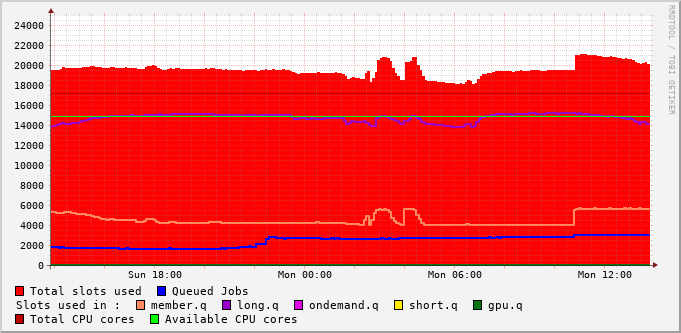 24000
22000
20000
18000
16000
14000
12000
10000
8000
6000
4000
2000
0
Sun 18:00 Mon 00:00 Mon 06:00 Mon 12:00
Total slots used Queued Jobs
Slots used in : member.q long.q ondemand.q short.q gpu.q
Total CPU cores Available CPU cores
RRDTOOL / TOBI OETIKER